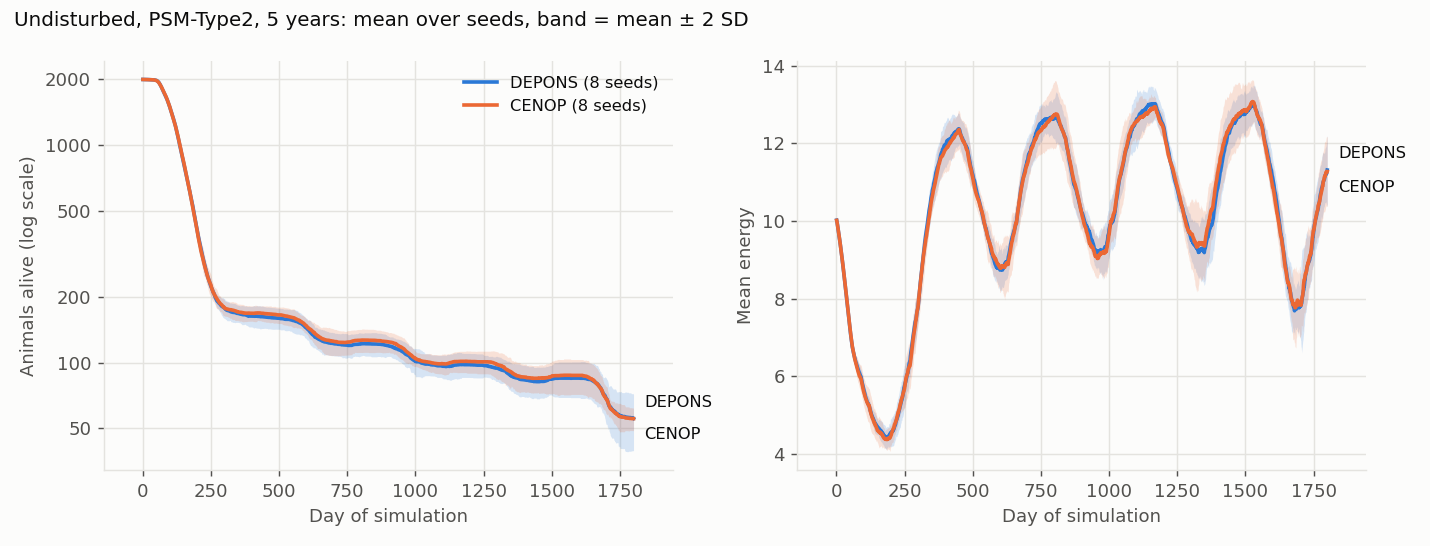 Undisturbed, PSM-Type2, 5 years: mean over seeds, band = mean ± 2 SD
DEPONS (8 seeds)
CENOP (8 seeds)
2000
1000
500
200
100
50
Animals alive (log scale)
DEPONS
CENOP
0 250 500 750 1000 1250 1500 1750
Day of simulation
14
12
10
8
6
4
Mean energy
DEPONS
CENOP
0 250 500 750 1000 1250 1500 1750
Day of simulation